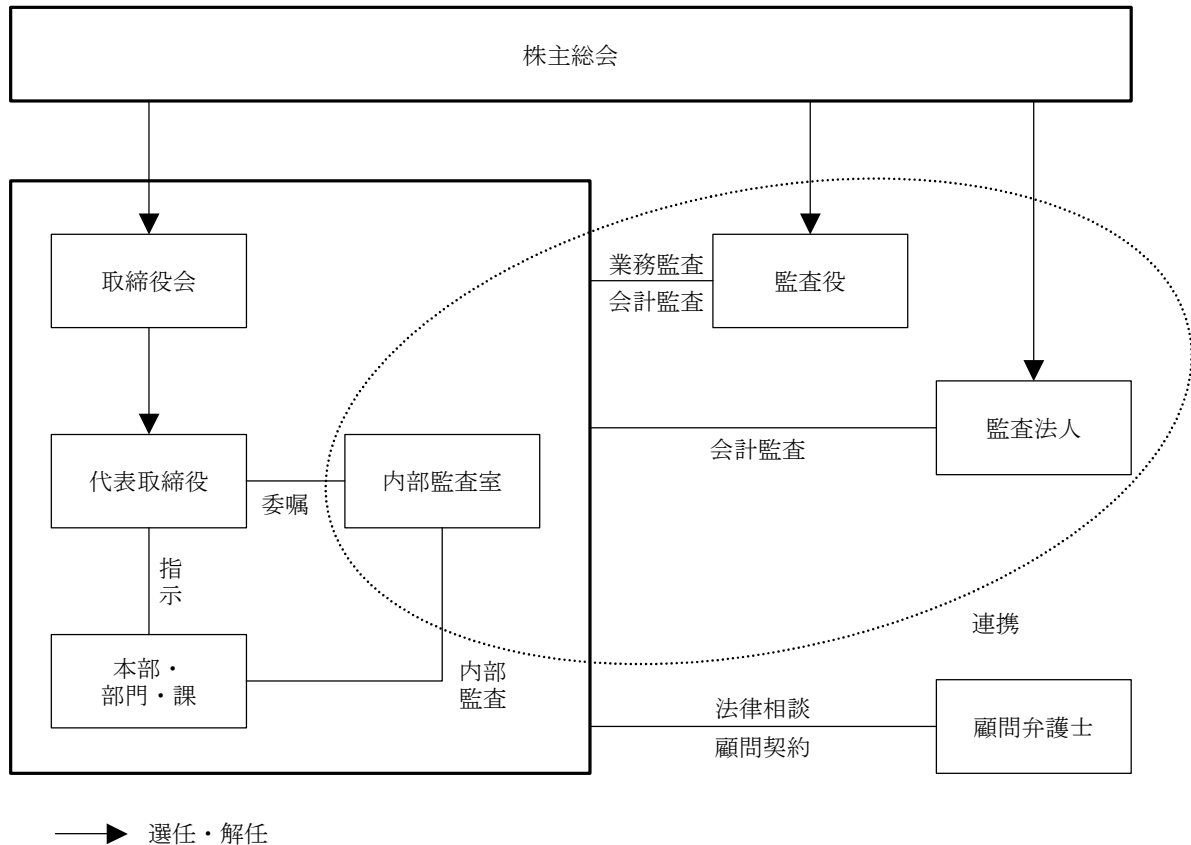 株主総会
取締役会
業務監査
会計監査
監査役
監査法人
会計監査
代表取締役
委嘱
内部監査室
指
示
連携
本部・
部門・課
内部
監査
法律相談
顧問契約
顧問弁護士
選任・解任